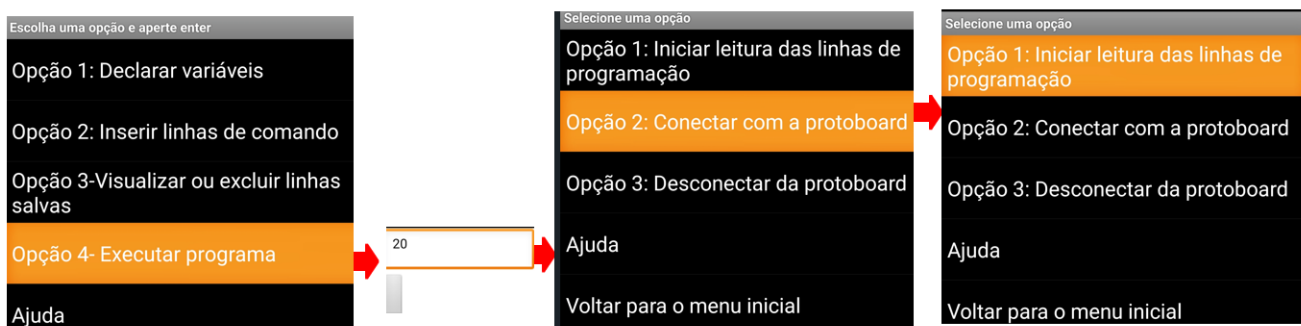 Escolha uma opção e aperte enter
Opção 1: Declarar variáveis
Opção 2: Inserir linhas de comando
Opção 3-Visualizar ou excluir linhas
salvas
Opção 4- Executar programa
Ajuda
20
Selecione uma opção
Opção 1: Iniciar leitura das linhas de
programação
Opção 2: Conectar com a protoboard
Opção 3: Desconectar da protoboard
Ajuda
Voltar para o menu inicial
Selecione uma opção
Opção 1: Iniciar leitura das linhas de
programação
Opção 2: Conectar com a protoboard
Opção 3: Desconectar da protoboard
Ajuda
Voltar para o menu inicial